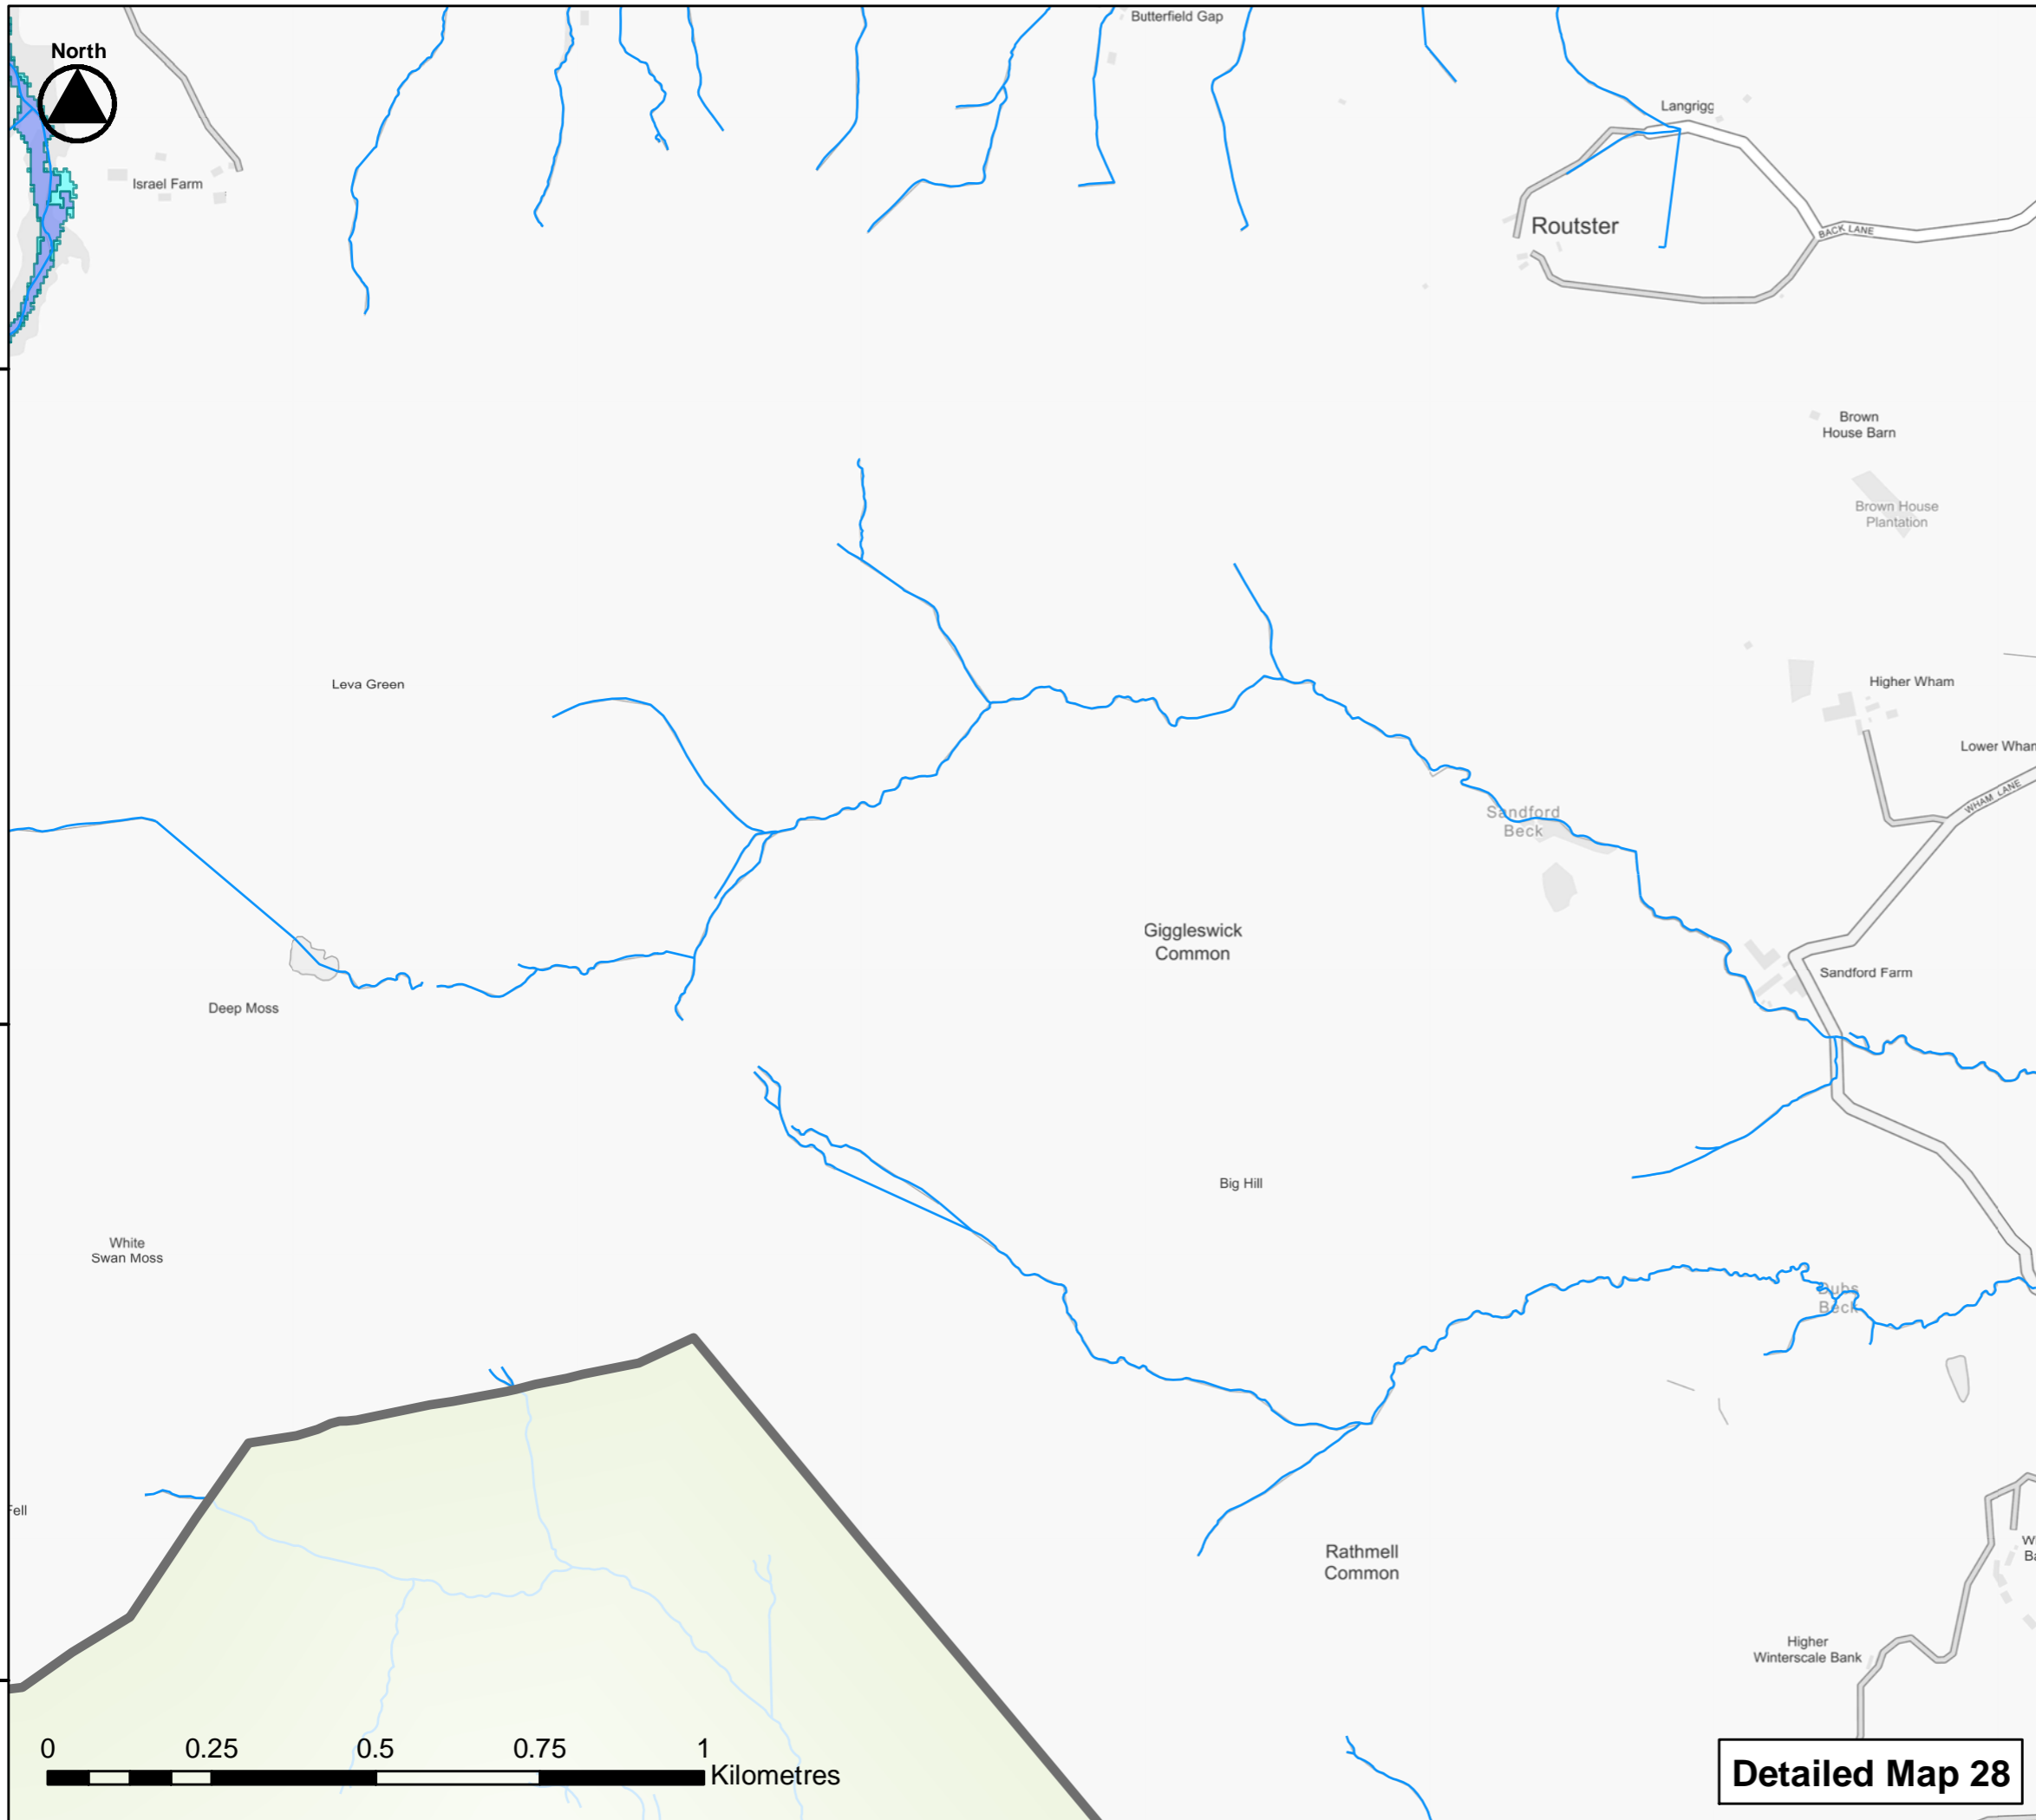 Butterfield Gap
North
Langrigg
Israel Farm
Routster
BACK LANE
Brown
House Barn
Brown House
Plantation
Leva Green
Higher Wham
Lower Wham
WHAM LANE
Sandford
Beck
Giggleswick
Common
Sandford Farm
Deep Moss
Big Hill
White
Swan Moss
Dubs
Beck
Fell
Rathmell
Common
Higher
Winterscale Bank
0 0.25 0.5 0.75 1
Kilometres
Detailed Map 28